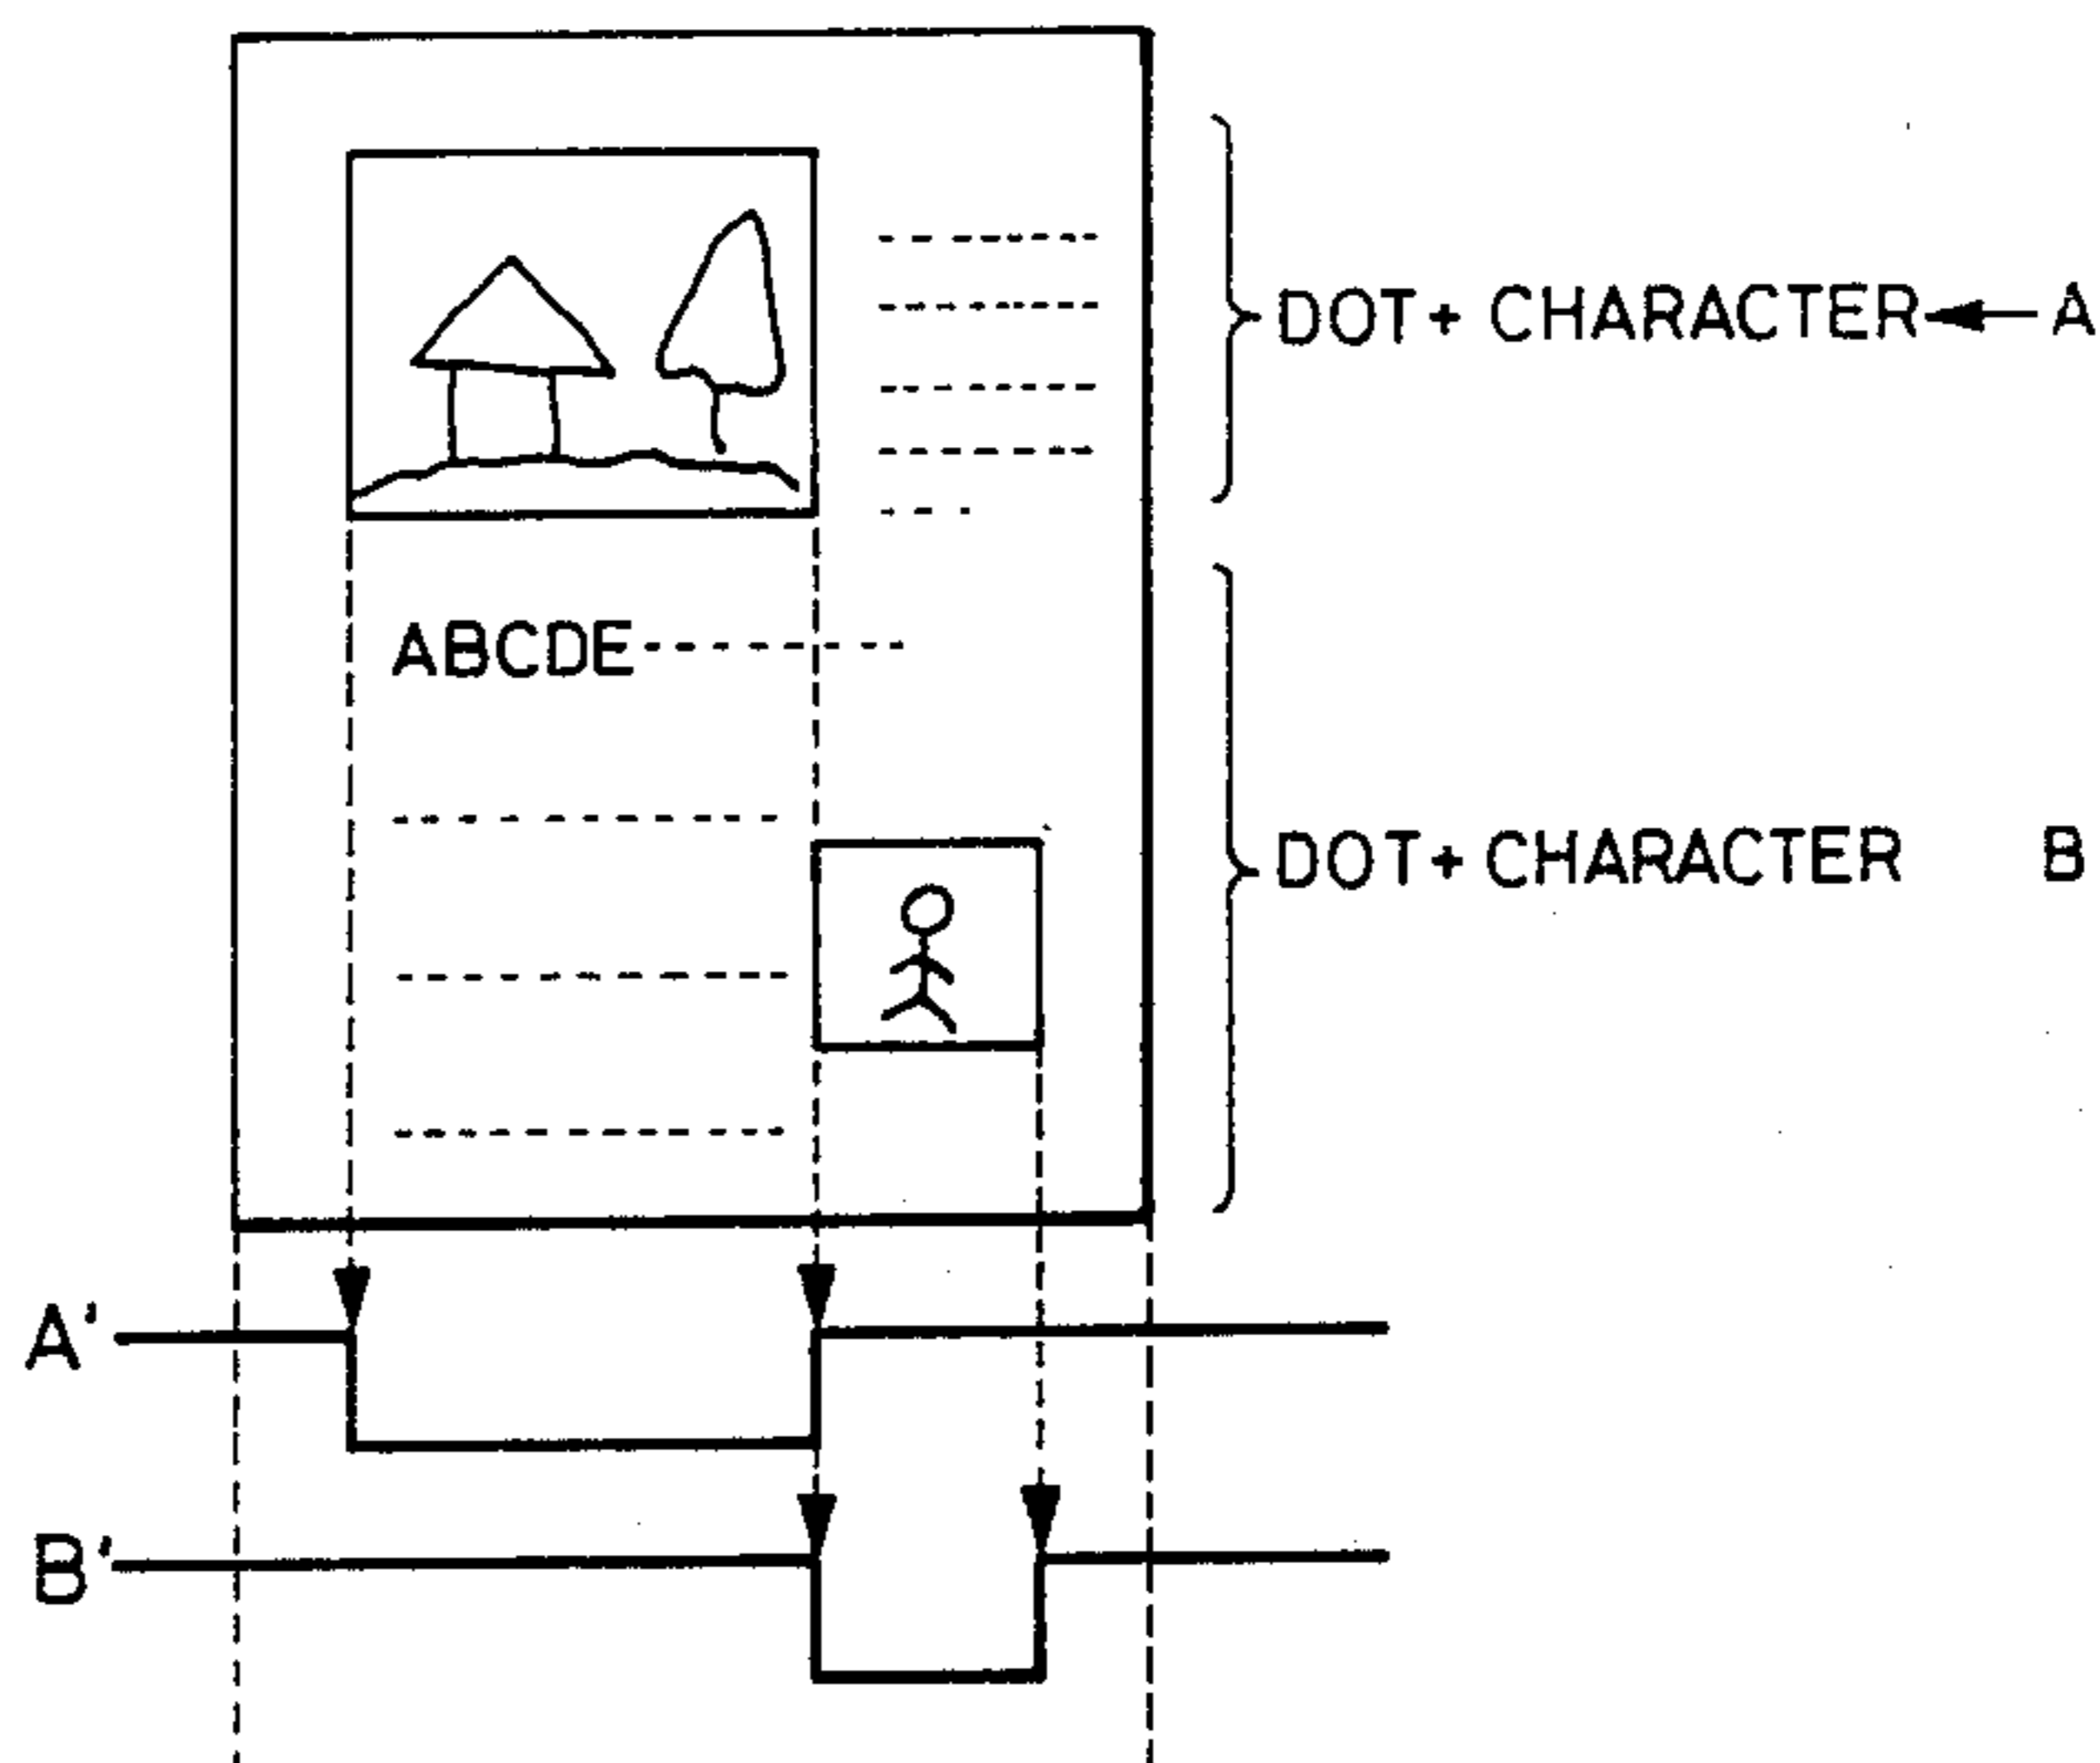 DOT + CHARACTER A
ABCDE
DOT + CHARACTER B
A'
B'